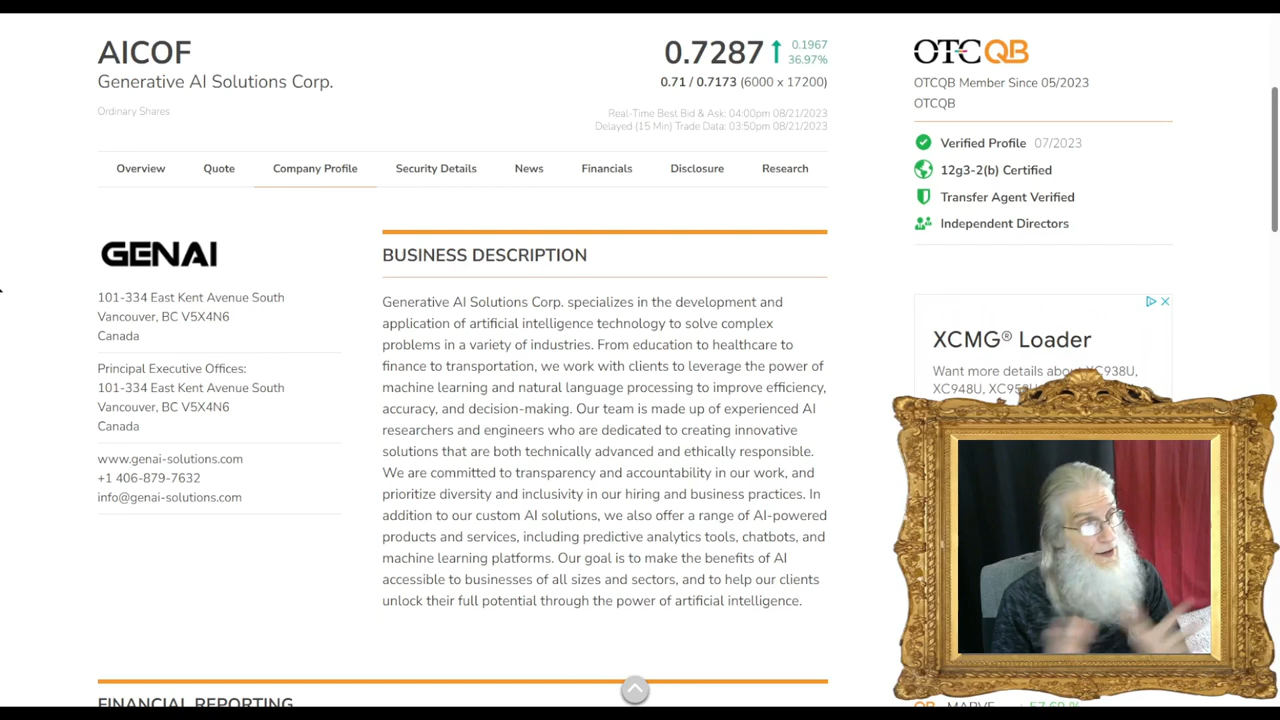 AICOF
Generative AI Solutions Corp.
Ordinary Shares
0.7287
0.1967
36.97%
0.71 / 0.7173 (6000 x 17200)
Real-Time Best Bid & Ask: 04:00pm 08/21/2023
Delayed (15 Min) Trade Data: 03:50pm 08/21/2023
OTCQB
OTCQB Member Since 05/2023
OTCQB
Verified Profile 07/2023
12g3-2(b) Certified
Transfer Agent Verified
Independent Directors
Overview
Quote
Company Profile
Security Details
News
Financials
Disclosure
Research
GENAI
101-334 East Kent Avenue South
Vancouver, BC V5X4N6
Canada
Principal Executive Offices:
101-334 East Kent Avenue South
Vancouver, BC V5X4N6
Canada
www.genai-solutions.com
+1 406-879-7632
info@genai-solutions.com
BUSINESS DESCRIPTION
Generative AI Solutions Corp. specializes in the development and
application of artificial intelligence technology to solve complex
problems in a variety of industries. From education to healthcare to
finance to transportation, we work with clients to leverage the power of
machine learning and natural language processing to improve efficiency,
accuracy, and decision-making. Our team is made up of experienced AI
researchers and engineers who are dedicated to creating innovative
solutions that are both technically advanced and ethically responsible.
We are committed to transparency and accountability in our work, and
prioritize diversity and inclusivity in our hiring and business practices. In
addition to our custom AI solutions, we also offer a range of AI-powered
products and services, including predictive analytics tools, chatbots, and
machine learning platforms. Our goal is to make the benefits of AI
accessible to businesses of all sizes and sectors, and to help our clients
unlock their full potential through the power of artificial intelligence.
FINANCIAL REPORTING
XCMG® Loader
Want more details about XC938U,
XC948U,